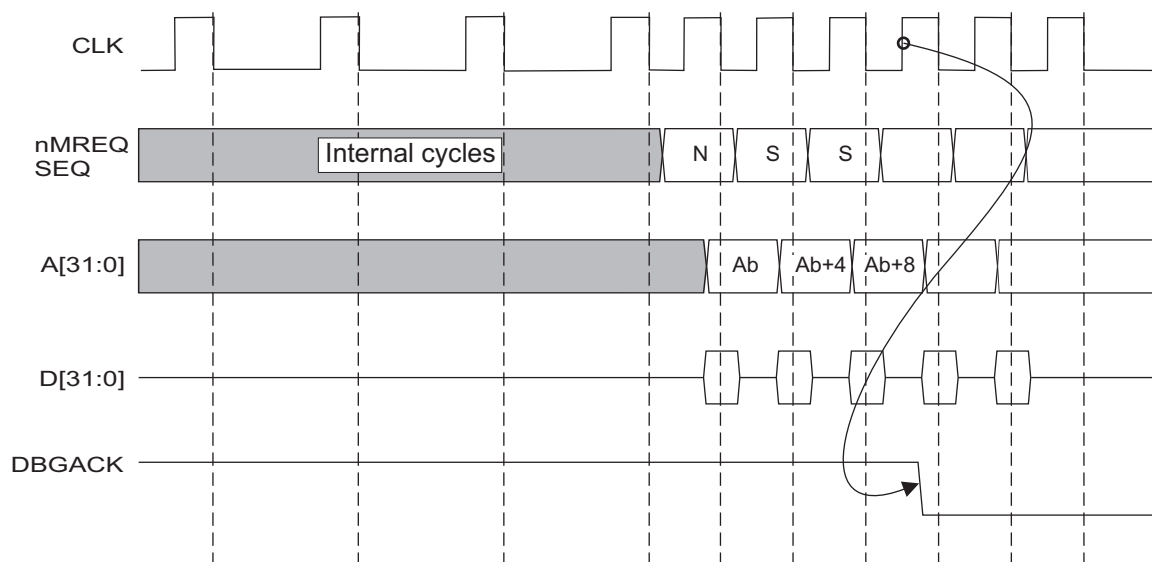 CLK
nMREQ
SEQ
Internal cycles
N S S
A[31:0]
Ab Ab+4 Ab+8
D[31:0]
DBGACK